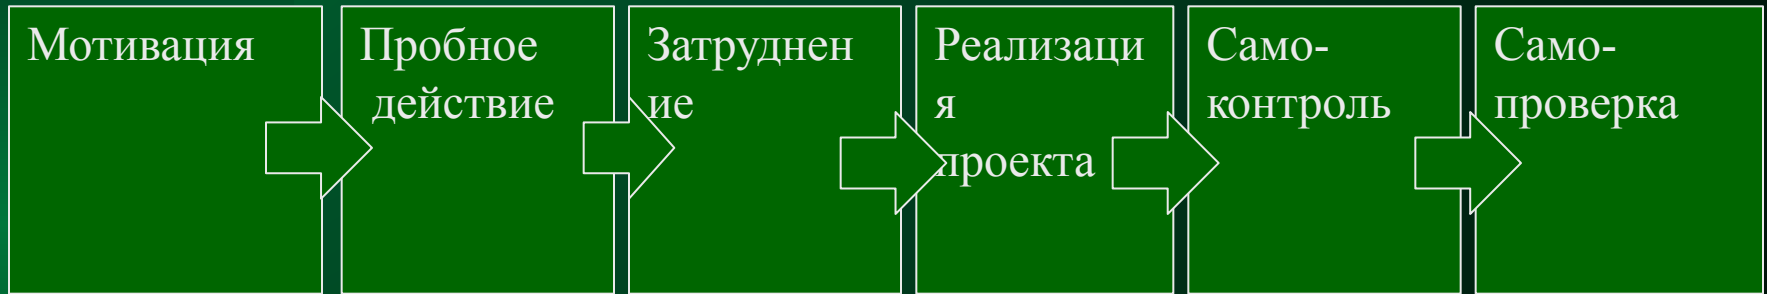 Мотивация
Пробное
действие
Затруднен
ие
Реализаци
я
проекта
Само-
контроль
Само-
проверка